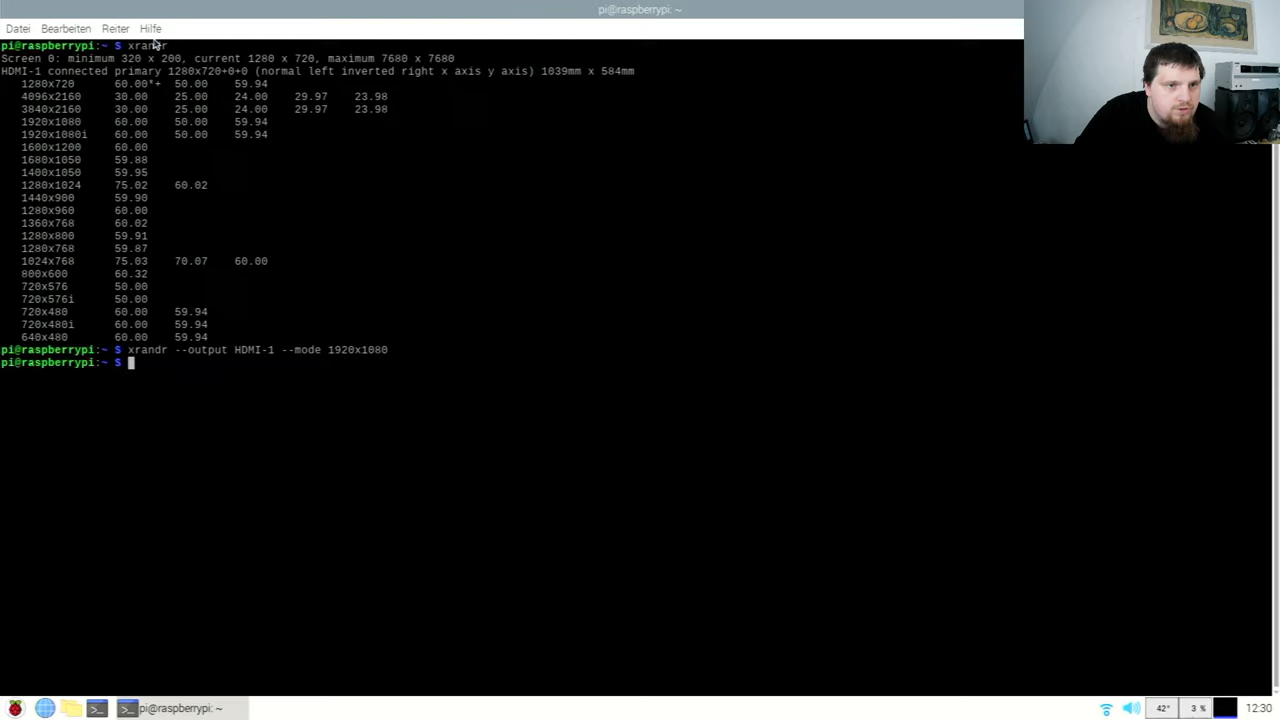 pi@raspberrypi: ~
Datei Bearbeiten Reiter Hilfe
pi@raspberrypi:~ $ xrandr
Screen 0: minimum 320 x 200, current 1280 x 720, maximum 7680 x 7680
HDMI-1 connected primary 1280x720+0+0 (normal left inverted right x axis y axis) 1039mm x 584mm
1280x720 60.00*+ 50.00 59.94
4096x2160 30.00 25.00 24.00 29.97 23.98
3840x2160 30.00 25.00 24.00 29.97 23.98
1920x1080 60.00 50.00 59.94
1920x1080i 60.00 50.00 59.94
1600x1200 60.00
1680x1050 59.88
1400x1050 59.95
1280x1024 75.02 60.02
1440x900 59.90
1280x960 60.00
1360x768 60.02
1280x800 59.91
1280x768 59.87
1024x768 75.03 70.07 60.00
800x600 60.32
720x576 50.00
720x576i 50.00
720x480 60.00 59.94
720x480i 60.00 59.94
640x480 60.00 59.94
pi@raspberrypi:~ $ xrandr --output HDMI-1 --mode 1920x1080
pi@raspberrypi:~ $
pi@raspberrypi: ~ 42° 3 % 12:30